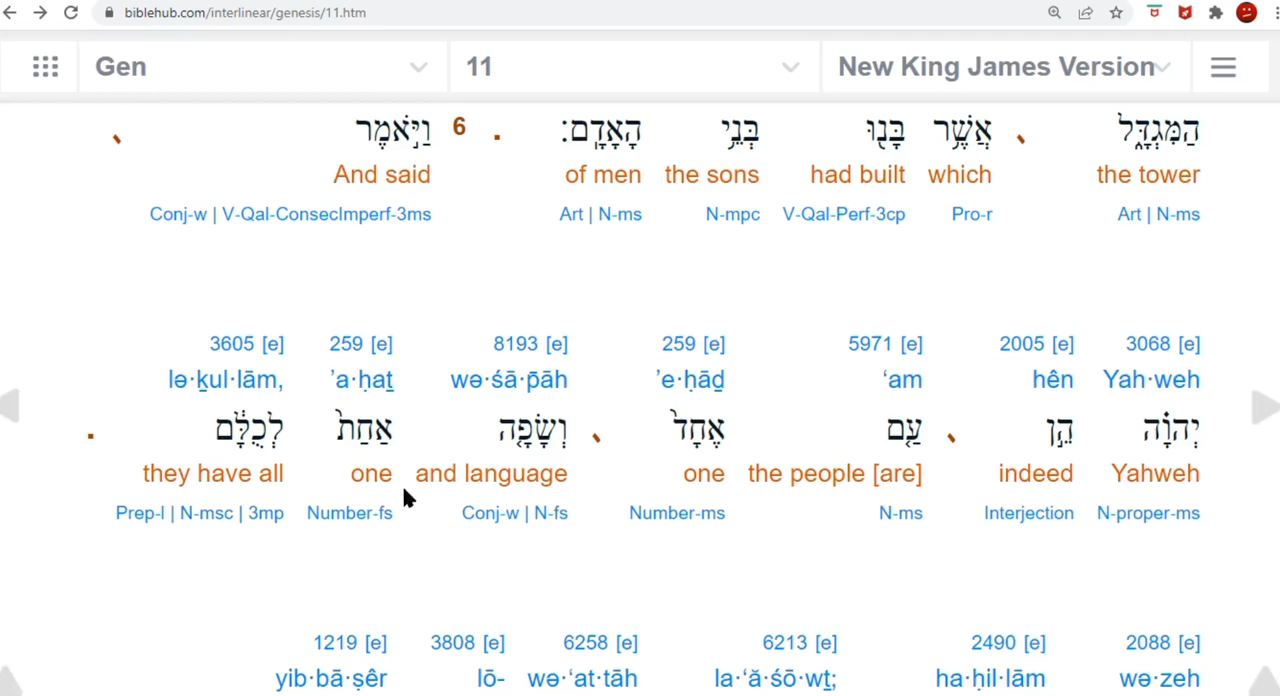 biblehub.com/interlinear/genesis/11.htm
Gen 11 New King James Version
הַמִּגְדָּ֑ל ، אֲשֶׁ֥ר בָּנ֖וּ בְּנֵ֥י הָאָדָֽם׃ . 6 וַיֹּ֣אמֶר ،
the tower which had built the sons of men And said
Art | N-ms Pro-r V-Qal-Perf-3cp N-mpc Art | N-ms Conj-w | V-Qal-ConsecImperf-3ms
3068 [e] 2005 [e] 5971 [e] 259 [e] 8193 [e] 259 [e] 3605 [e]
Yah·weh hên ‘am ’e·ḥāḏ wə·śā·p̄āh ’a·ḥaṯ lə·ḵul·lām,
יְהוָ֗ה הֵ֣ן עַ֤ם ، אֶחָד֙ ، וְשָׂפָ֤ה אַחַת֙ לְכֻלָּ֔ם .
Yahweh indeed the people [are] one and language one they have all
N-proper-ms Interjection N-ms Number-ms Conj-w | N-fs Number-fs Prep-l | N-msc | 3mp
2088 [e] 2490 [e] 6213 [e] 6258 [e] 3808 [e] 1219 [e]
wə·zeh ha·ḥil·lām la·‘ă·śō·wṯ; wə·‘at·tāh lō- yib·bā·ṣêr